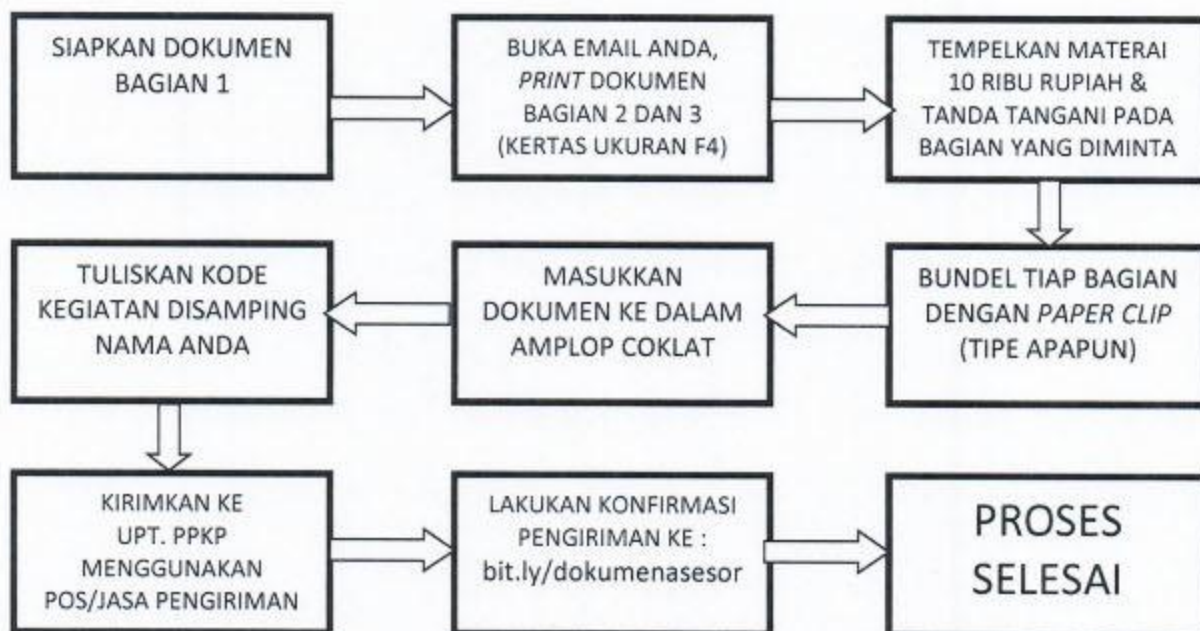 SIAPKAN DOKUMEN
BAGIAN 1
BUKA EMAIL ANDA,
PRINT DOKUMEN
BAGIAN 2 DAN 3
(KERTAS UKURAN F4)
TEMPELKAN MATERAI
10 RIBU RUPIAH &
TANDA TANGANI PADA
BAGIAN YANG DIMINTA
BUNDEL TIAP BAGIAN
DENGAN PAPER CLIP
(TIPE APAPUN)
MASUKKAN
DOKUMEN KE DALAM
AMPLOP COKLAT
TULISKAN KODE
KEGIATAN DISAMPING
NAMA ANDA
KIRIMKAN KE
UPT. PPKP
MENGGUNAKAN
POS/JASA PENGIRIMAN
LAKUKAN KONFIRMASI
PENGIRIMAN KE :
bit.ly/dokumenasesor
PROSES
SELESAI